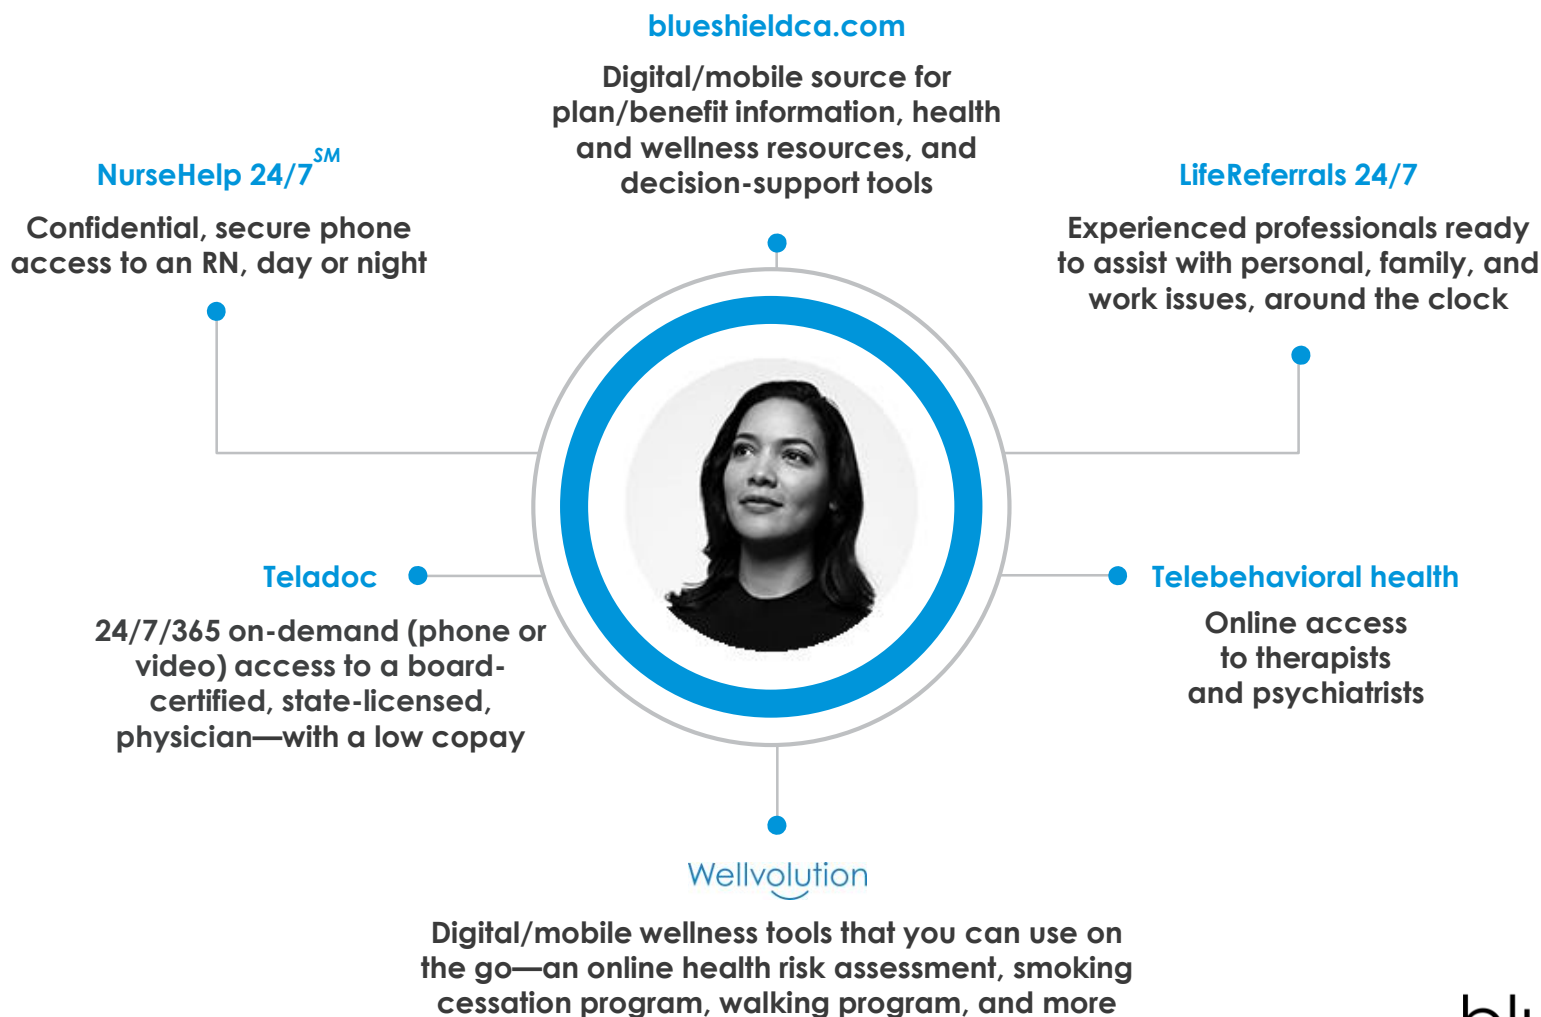 blueshieldca.com
Digital/mobile source for
plan/benefit information, health
and wellness resources, and
decision-support tools
NurseHelp 24/7SM
Confidential, secure phone
access to an RN, day or night
LifeReferrals 24/7
Experienced professionals ready
to assist with personal, family, and
work issues, around the clock
Teladoc
24/7/365 on-demand (phone or
video) access to a board-
certified, state-licensed,
physician—with a low copay
Telebehavioral health
Online access
to therapists
and psychiatrists
Wellvolution
Digital/mobile wellness tools that you can use on
the go—an online health risk assessment, smoking
cessation program, walking program, and more